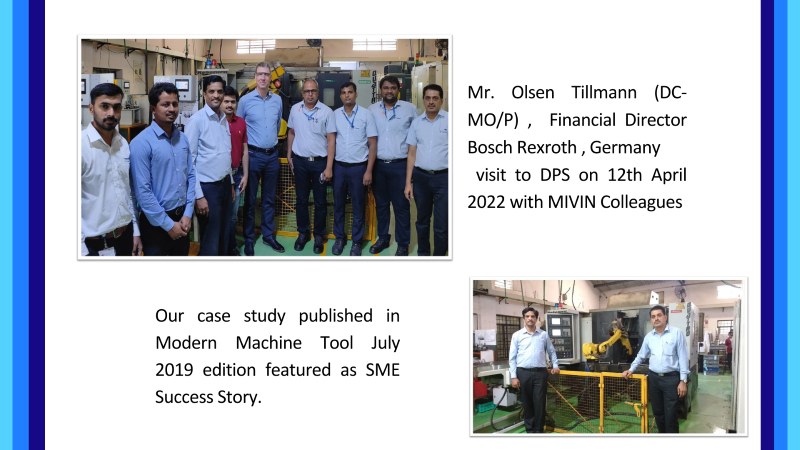 Mr. Olsen Tillmann (DC-
MO/P) , Financial Director
Bosch Rexroth , Germany
visit to DPS on 12th April
2022 with MIVIN Colleagues
Our case study published in
Modern Machine Tool July
2019 edition featured as SME
Success Story.